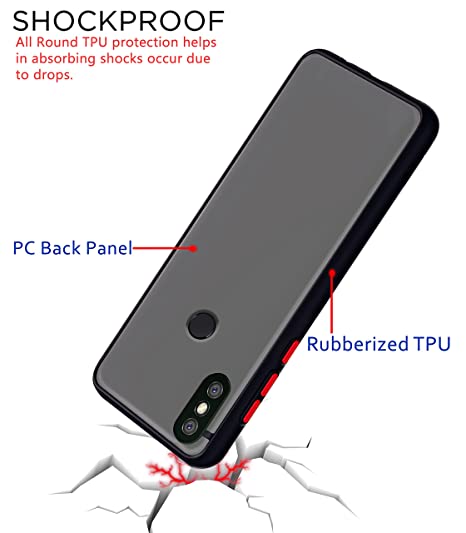 SHOCKPROOF
All Round TPU protection helps
in absorbing shocks occur due
to drops.
PC Back Panel
Rubberized TPU